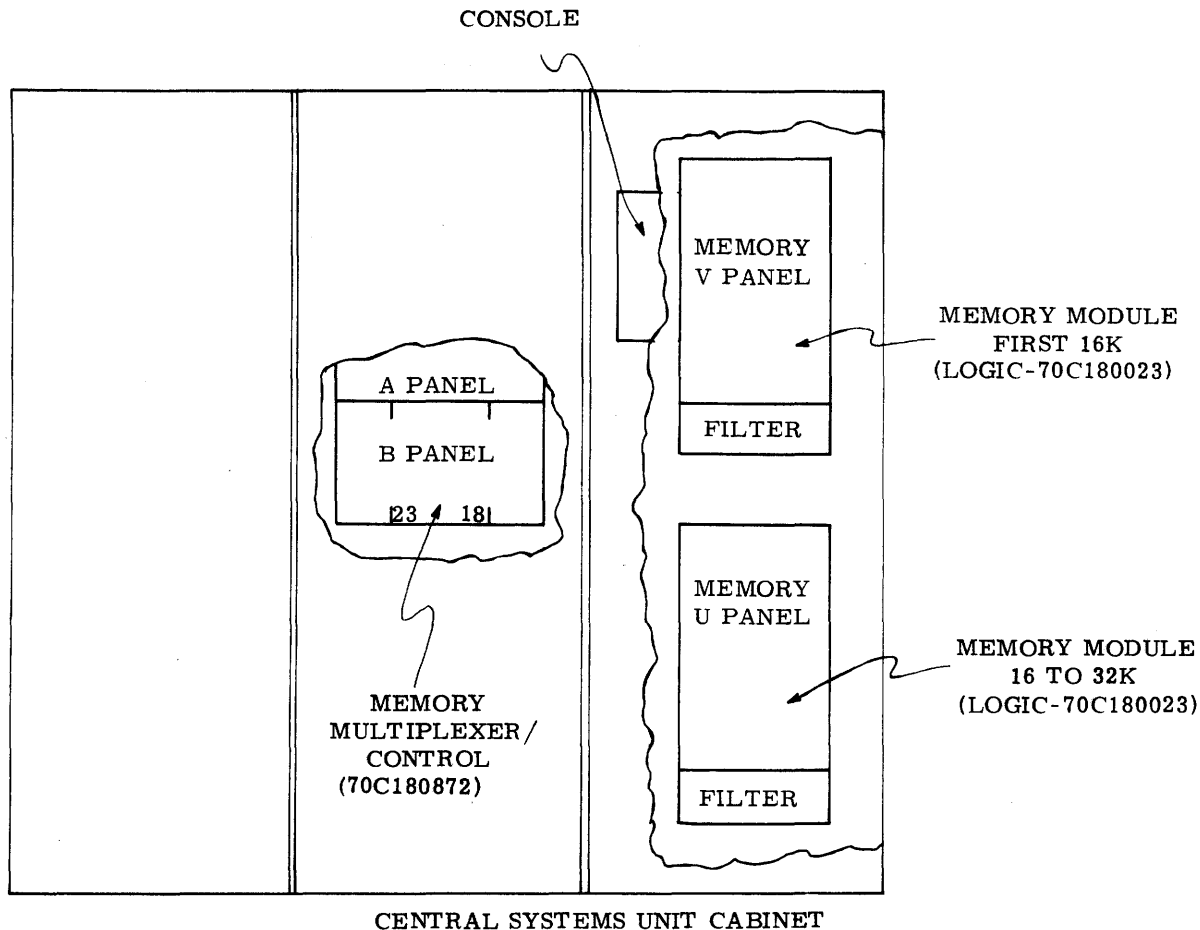 CONSOLE
MEMORY
V PANEL
MEMORY MODULE
FIRST 16K
(LOGIC-70C180023)
A PANEL
FILTER
B PANEL
23 18
MEMORY
U PANEL
MEMORY MODULE
16 TO 32K
(LOGIC-70C180023)
MEMORY
MULTIPLEXER/
CONTROL
(70C180872)
FILTER
CENTRAL SYSTEMS UNIT CABINET